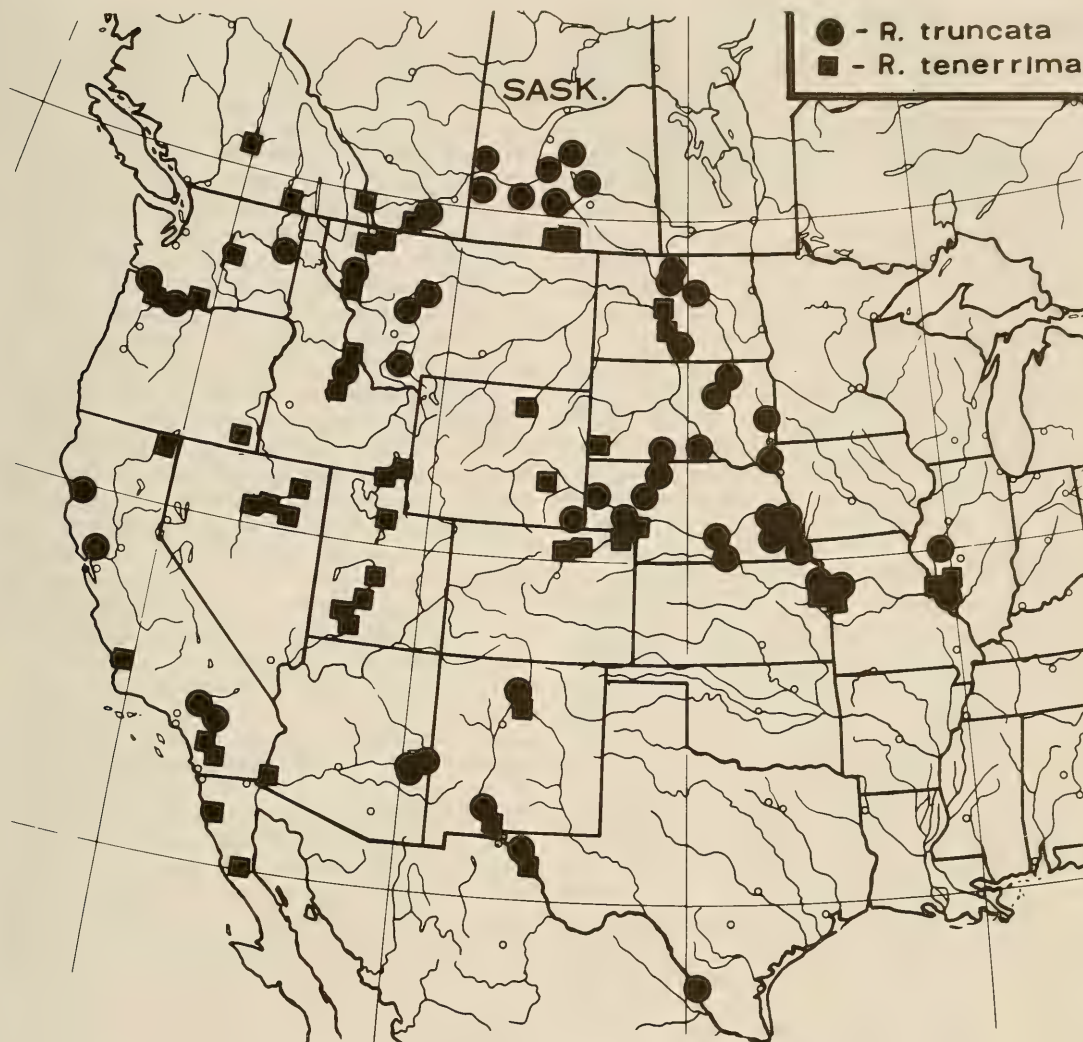 ● - R. truncata
■ - R. tenerrima
SASK.